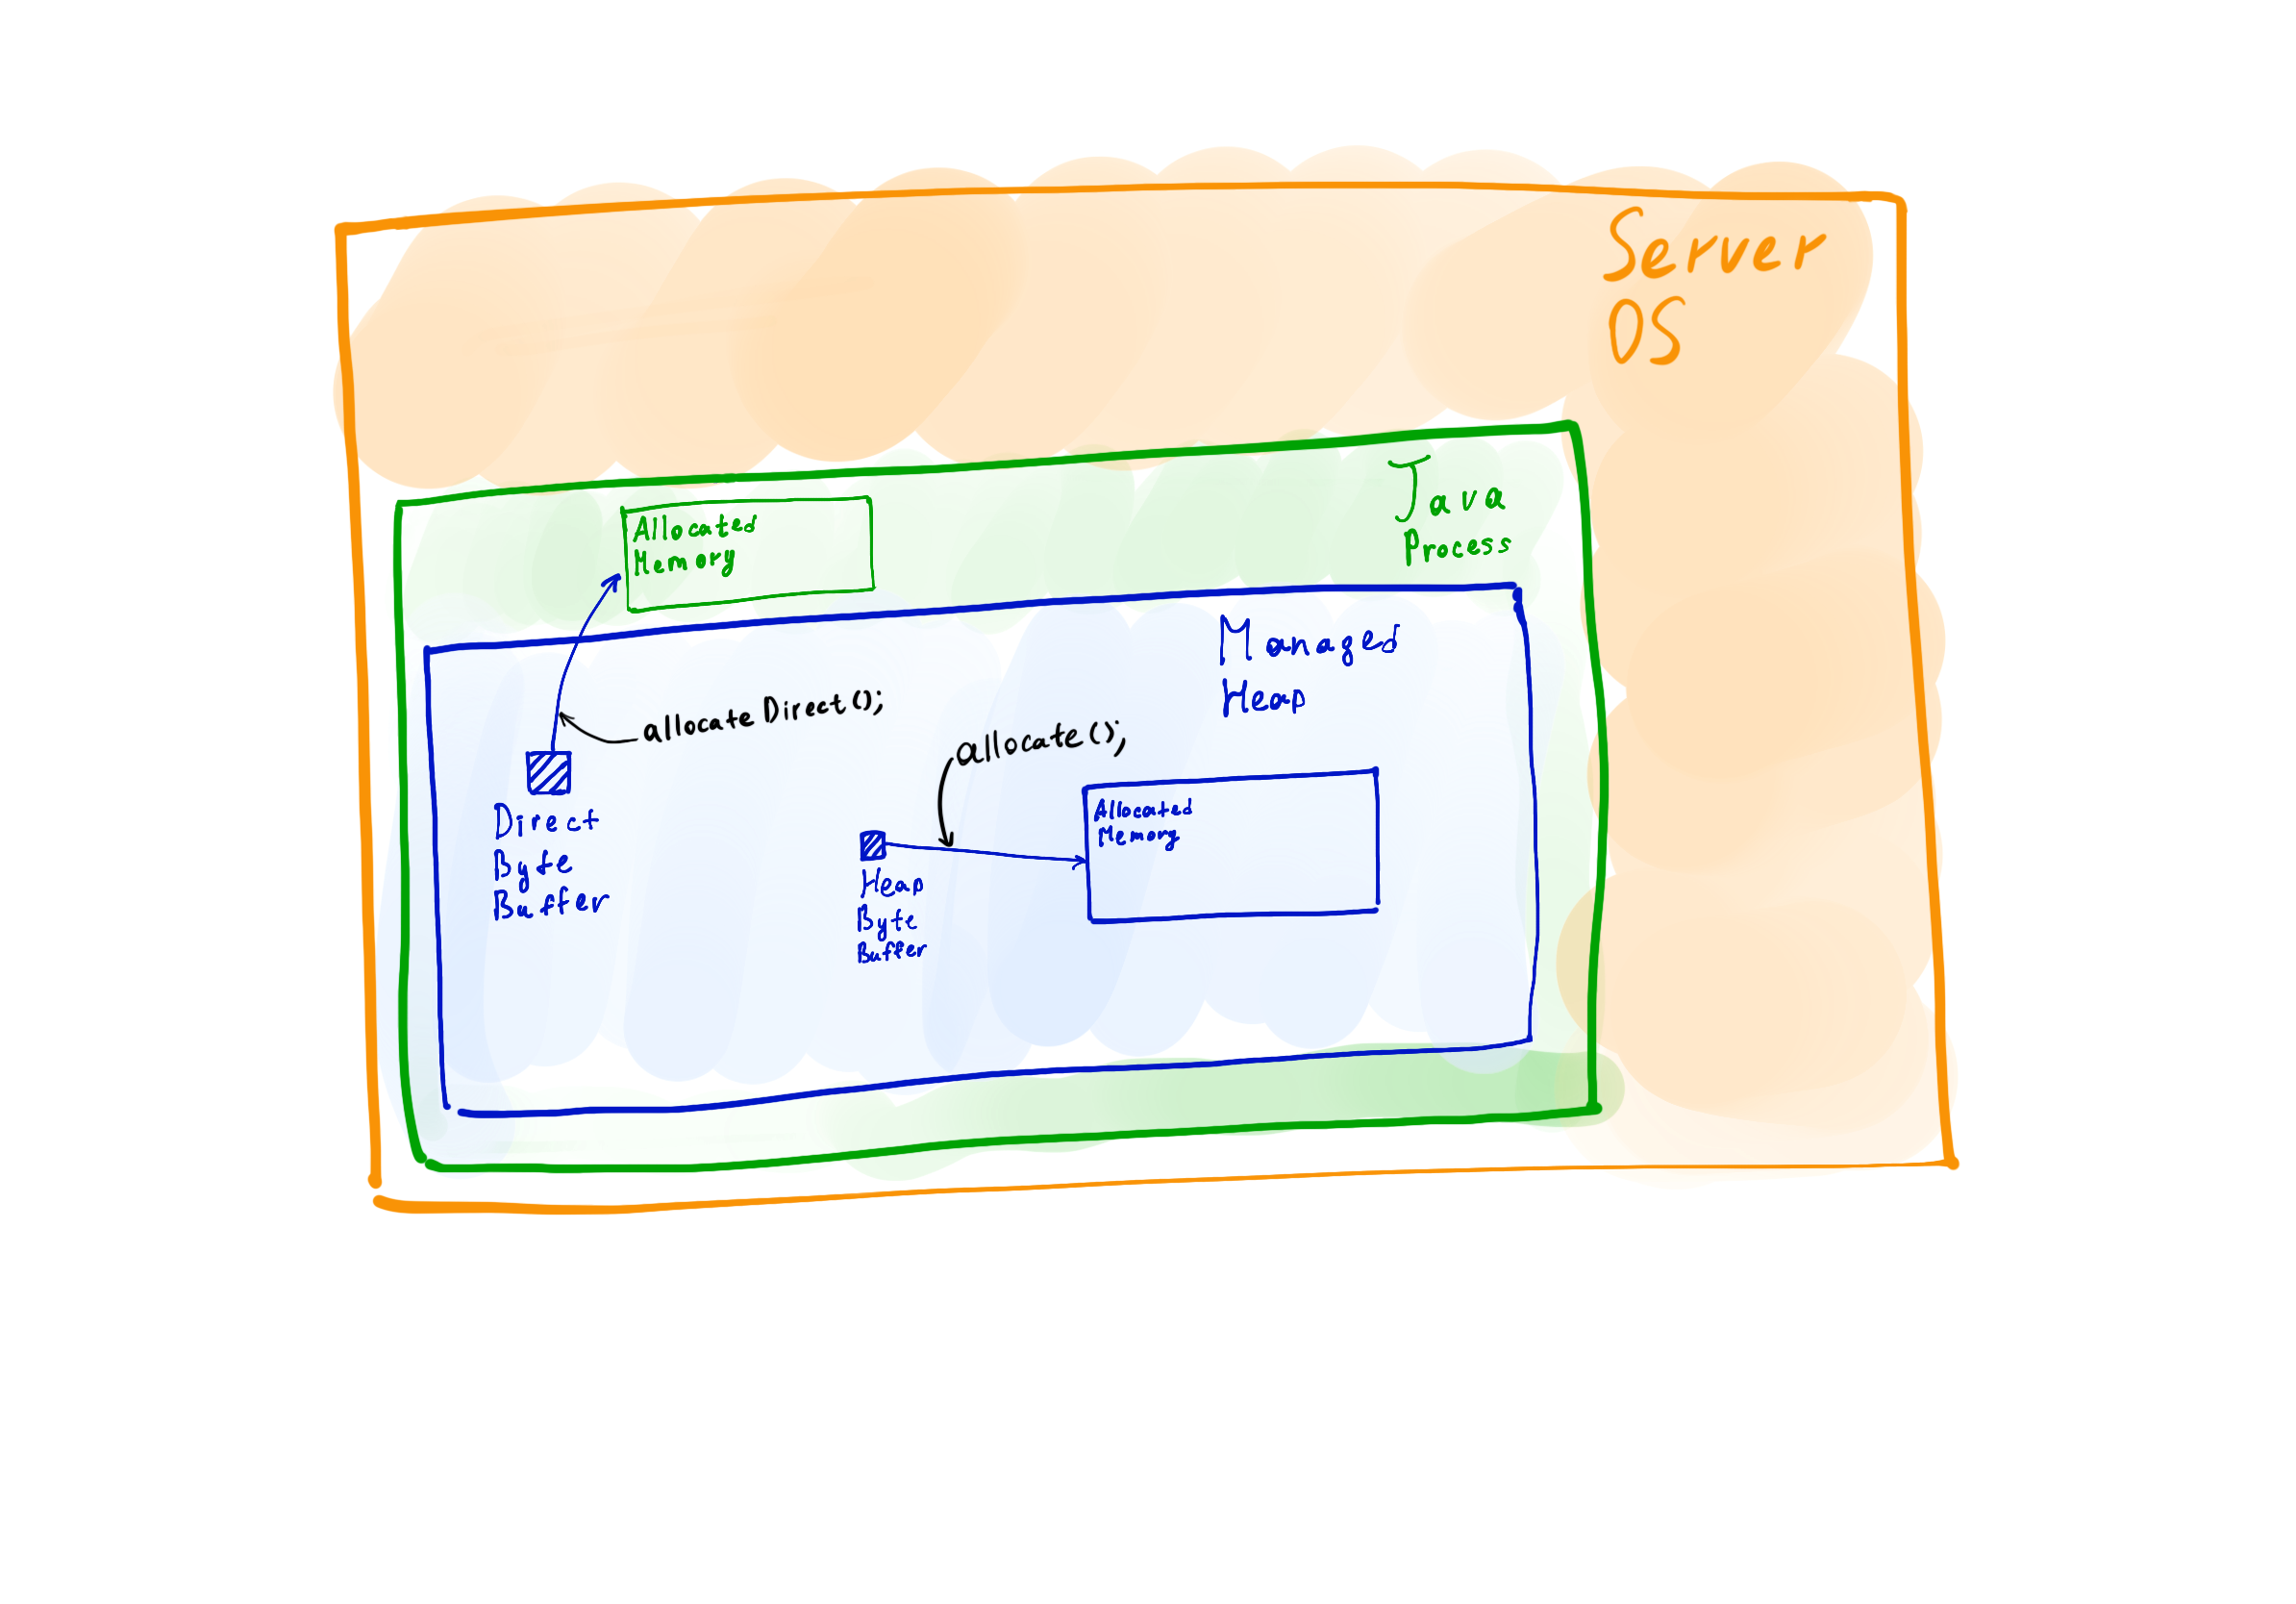 Server
OS
Java
Process
Allocated
Memory
Managed
Heap
allocateDirect();
allocate();
Direct
Byte
Buffer
Allocated
Memory
Heap
Byte
Buffer